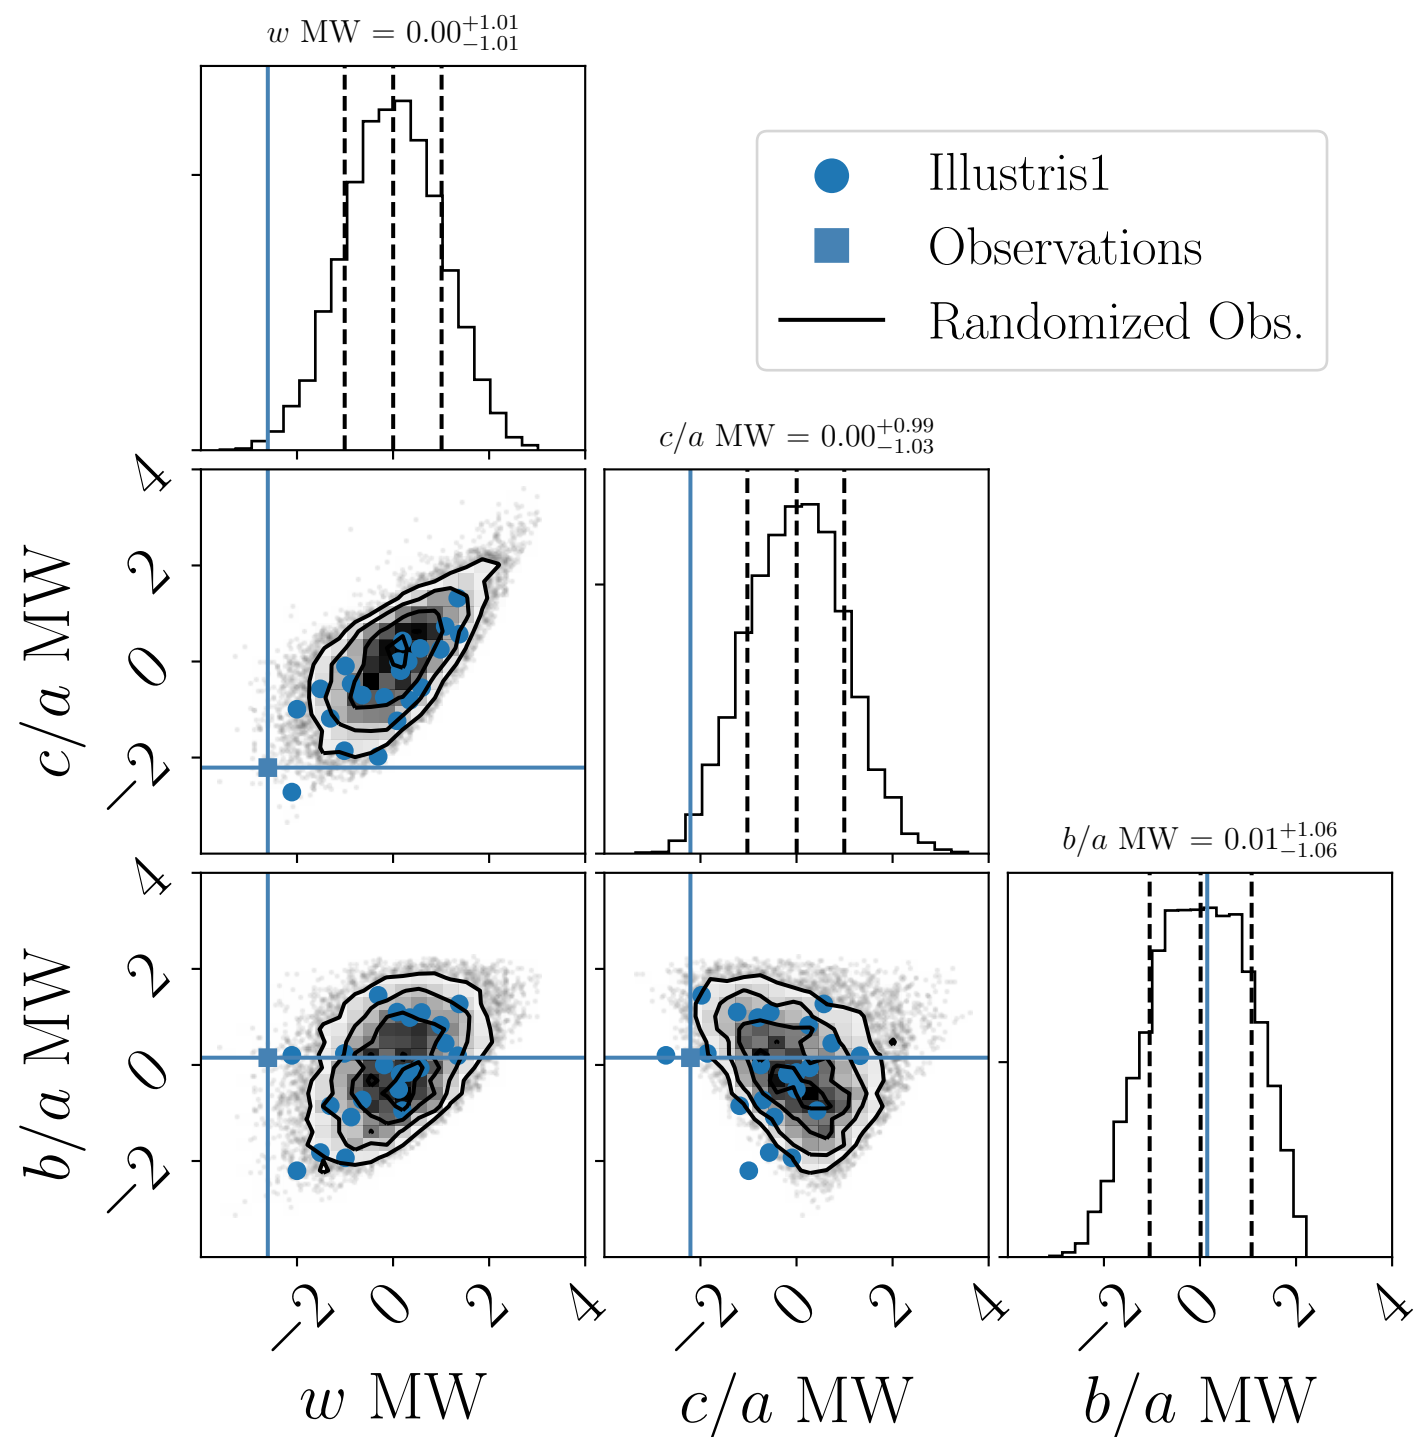 w MW = 0.00^{+1.01}_{-1.01}
Illustris1
Observations
Randomized Obs.
c/a MW = 0.00^{+0.99}_{-1.03}
4
2
0
−2
c/a MW
b/a MW = 0.01^{+1.06}_{-1.06}
4
2
0
−2
b/a MW
−2 0 2 4
−2 0 2 4
−2 0 2 4
w MW
c/a MW
b/a MW